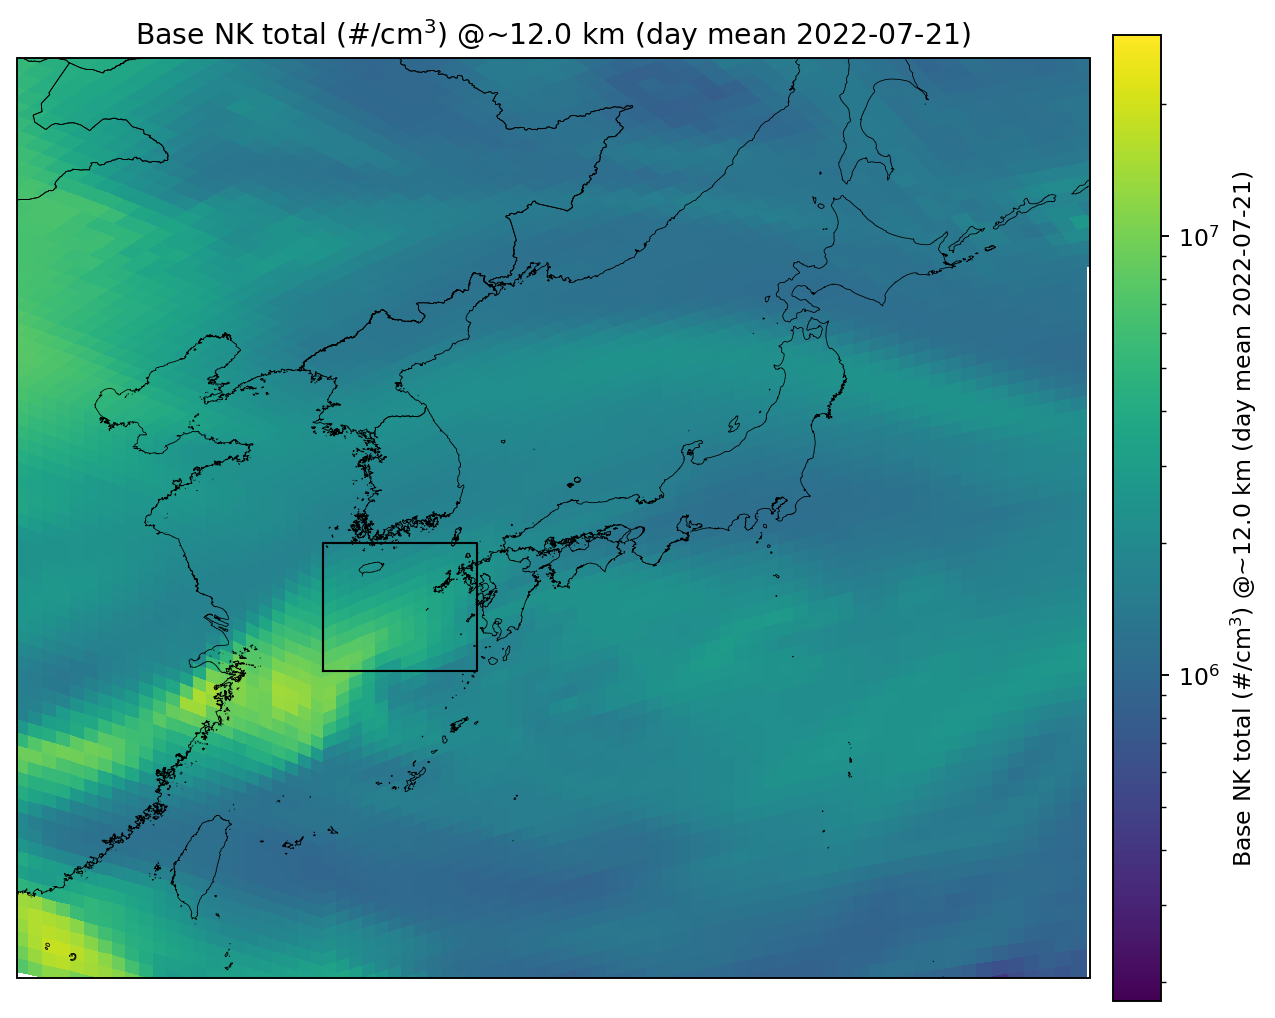 Base NK total (#/cm³) @~12.0 km (day mean 2022-07-21)
10⁷
10⁶
Base NK total (#/cm³) @~12.0 km (day mean 2022-07-21)